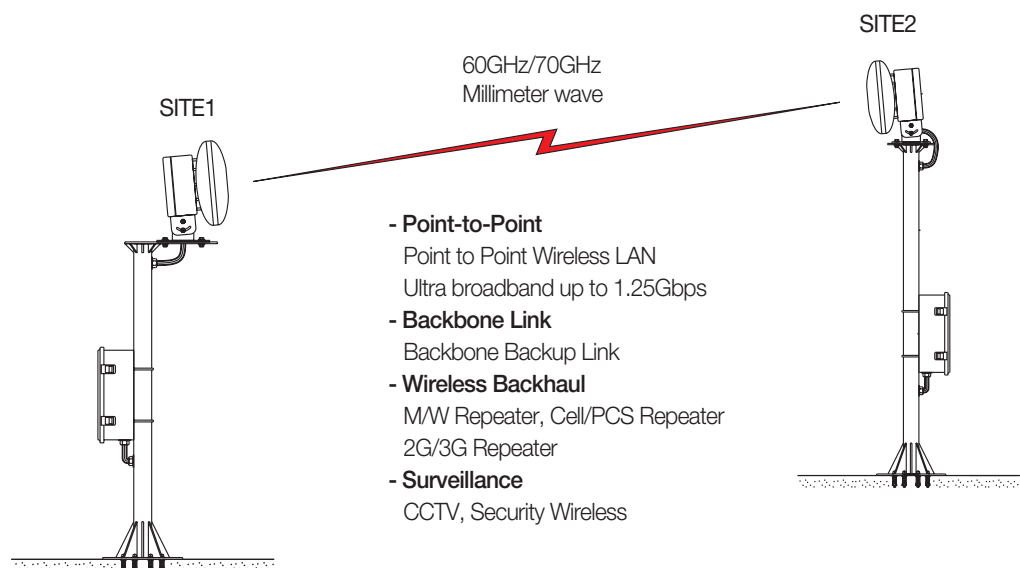 SITE2
60GHz/70GHz
Millimeter wave
SITE1
- Point-to-Point
Point to Point Wireless LAN
Ultra broadband up to 1.25Gbps
- Backbone Link
Backbone Backup Link
- Wireless Backhaul
M/W Repeater, Cell/PCS Repeater
2G/3G Repeater
- Surveillance
CCTV, Security Wireless